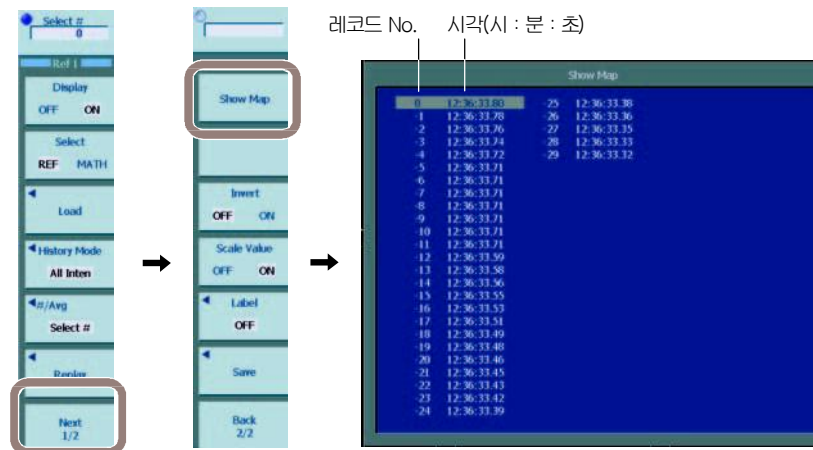 Select #
0
Ref 1
Display
OFF ON
Select
REF MATH
Load
History Mode
All Inten
#/Avg
Select #
Replay
Next
1/2
Show Map
Invert
OFF ON
Scale Value
OFF ON
Label
OFF
Save
Back
2/2
레코드 No. 시각(시 : 분 : 초)
Show Map
0 12:36:33.80 -25 12:36:33.38
-1 12:36:33.78 -26 12:36:33.36
-2 12:36:33.76 -27 12:36:33.35
-3 12:36:33.74 -28 12:36:33.33
-4 12:36:33.72 -29 12:36:33.32
-5 12:36:33.71
-6 12:36:33.71
-7 12:36:33.71
-8 12:36:33.71
-9 12:36:33.71
-10 12:36:33.71
-11 12:36:33.71
-12 12:36:33.59
-13 12:36:33.58
-14 12:36:33.56
-15 12:36:33.55
-16 12:36:33.53
-17 12:36:33.51
-18 12:36:33.49
-19 12:36:33.48
-20 12:36:33.46
-21 12:36:33.45
-22 12:36:33.43
-23 12:36:33.42
-24 12:36:33.39